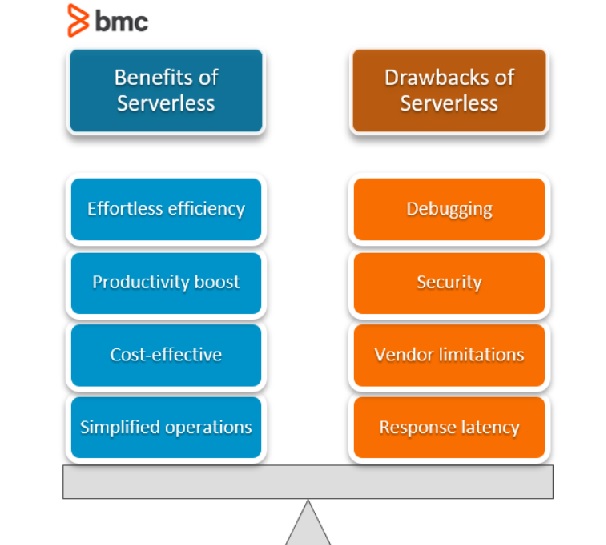 bmc
Benefits of
Serverless
Drawbacks of
Serverless
Effortless efficiency
Debugging
Productivity boost
Security
Cost-effective
Vendor limitations
Simplified operations
Response latency